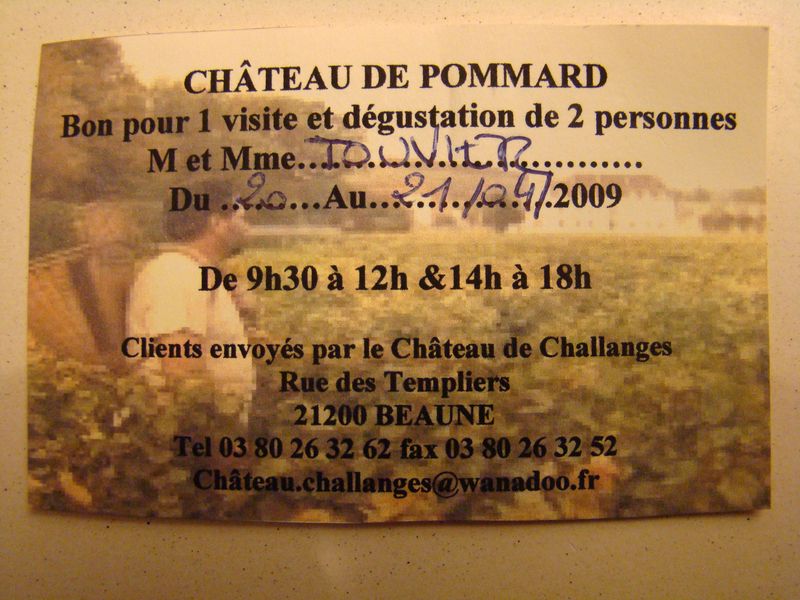 CHÂTEAU DE POMMARD
Bon pour 1 visite et dégustation de 2 personnes
M et Mme...JOUVIER...........
Du ..20...Au...21/04/2009
De 9h30 à 12h &14h à 18h
Clients envoyés par le Château de Challanges
Rue des Templiers
21200 BEAUNE
Tel 03 80 26 32 62 fax 03 80 26 32 52
Château.challanges@wanadoo.fr